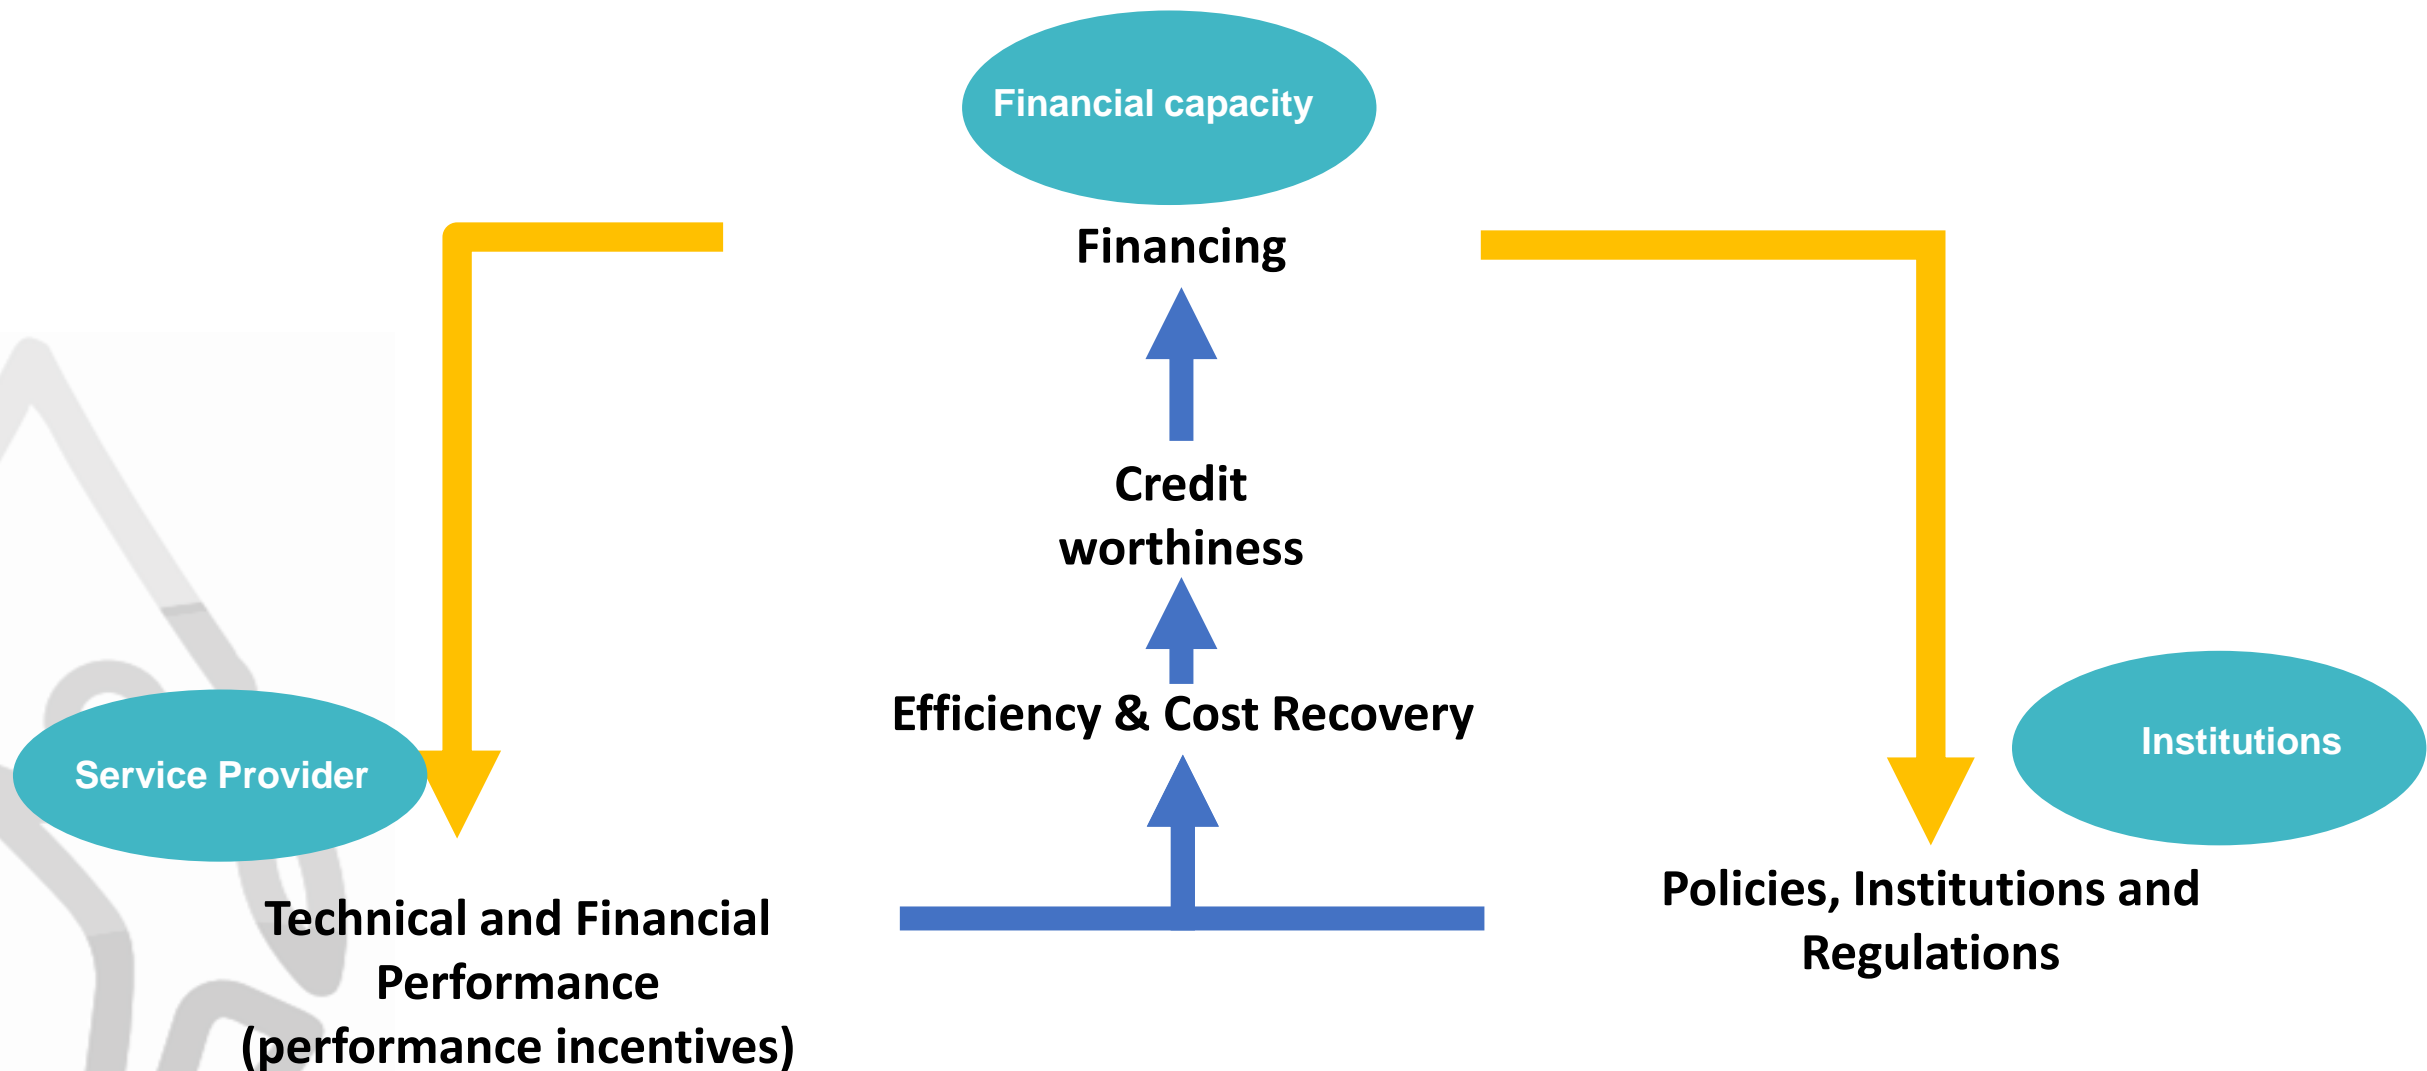 Financial capacity
Financing
Credit
worthiness
Efficiency & Cost Recovery
Service Provider
Institutions
Technical and Financial
Performance
(performance incentives)
Policies, Institutions and
Regulations